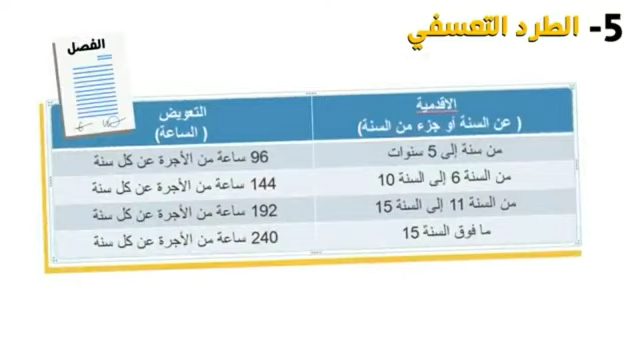 5- الطرد التعسفي
الفصل
الاقدمية
( عن السنة أو جزء من السنة)
التعويض
( الساعة)
من سنة إلى 5 سنوات
96 ساعة من الأجرة عن كل سنة
من السنة 6 إلى السنة 10
144 ساعة من الأجرة عن كل سنة
من السنة 11 إلى السنة 15
192 ساعة من الأجرة عن كل سنة
ما فوق السنة 15
240 ساعة من الأجرة عن كل سنة